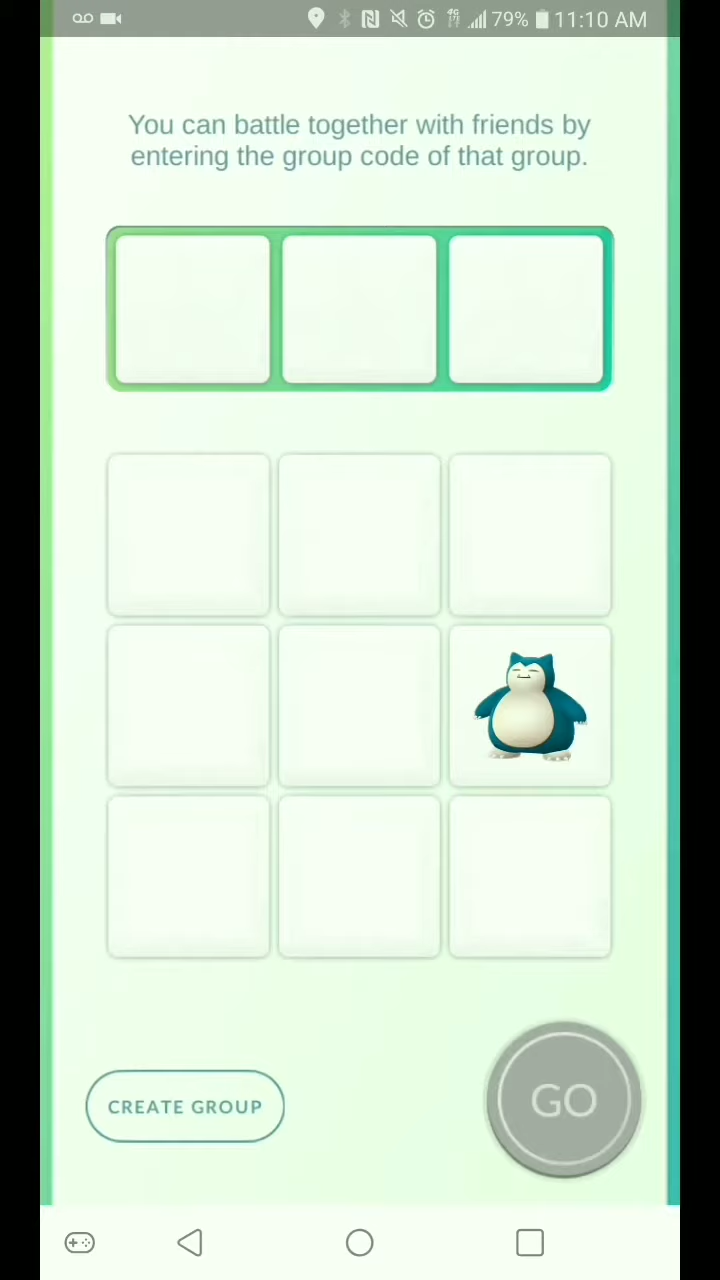 79% 11:10 AM
You can battle together with friends by
entering the group code of that group.
CREATE GROUP
GO